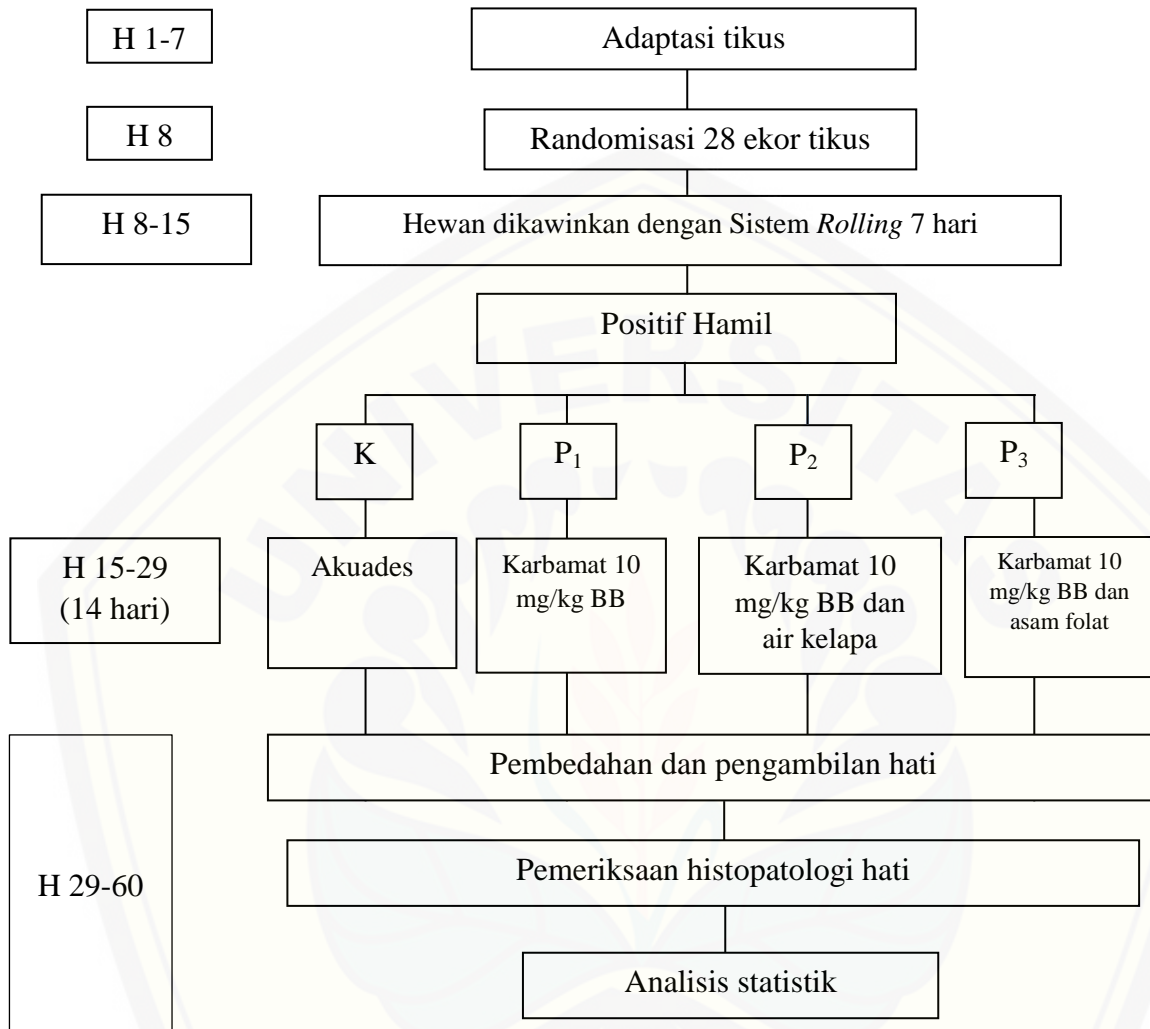 H 1-7
Adaptasi tikus
H 8
Randomisasi 28 ekor tikus
H 8-15
Hewan dikawinkan dengan Sistem Rolling 7 hari
Positif Hamil
K
P₁
P₂
P₃
H 15-29
(14 hari)
Akuades
Karbamat 10
mg/kg BB
Karbamat 10
mg/kg BB dan
air kelapa
Karbamat 10
mg/kg BB dan
asam folat
H 29-60
Pembedahan dan pengambilan hati
Pemeriksaan histopatologi hati
Analisis statistik
UNIVERSITAS